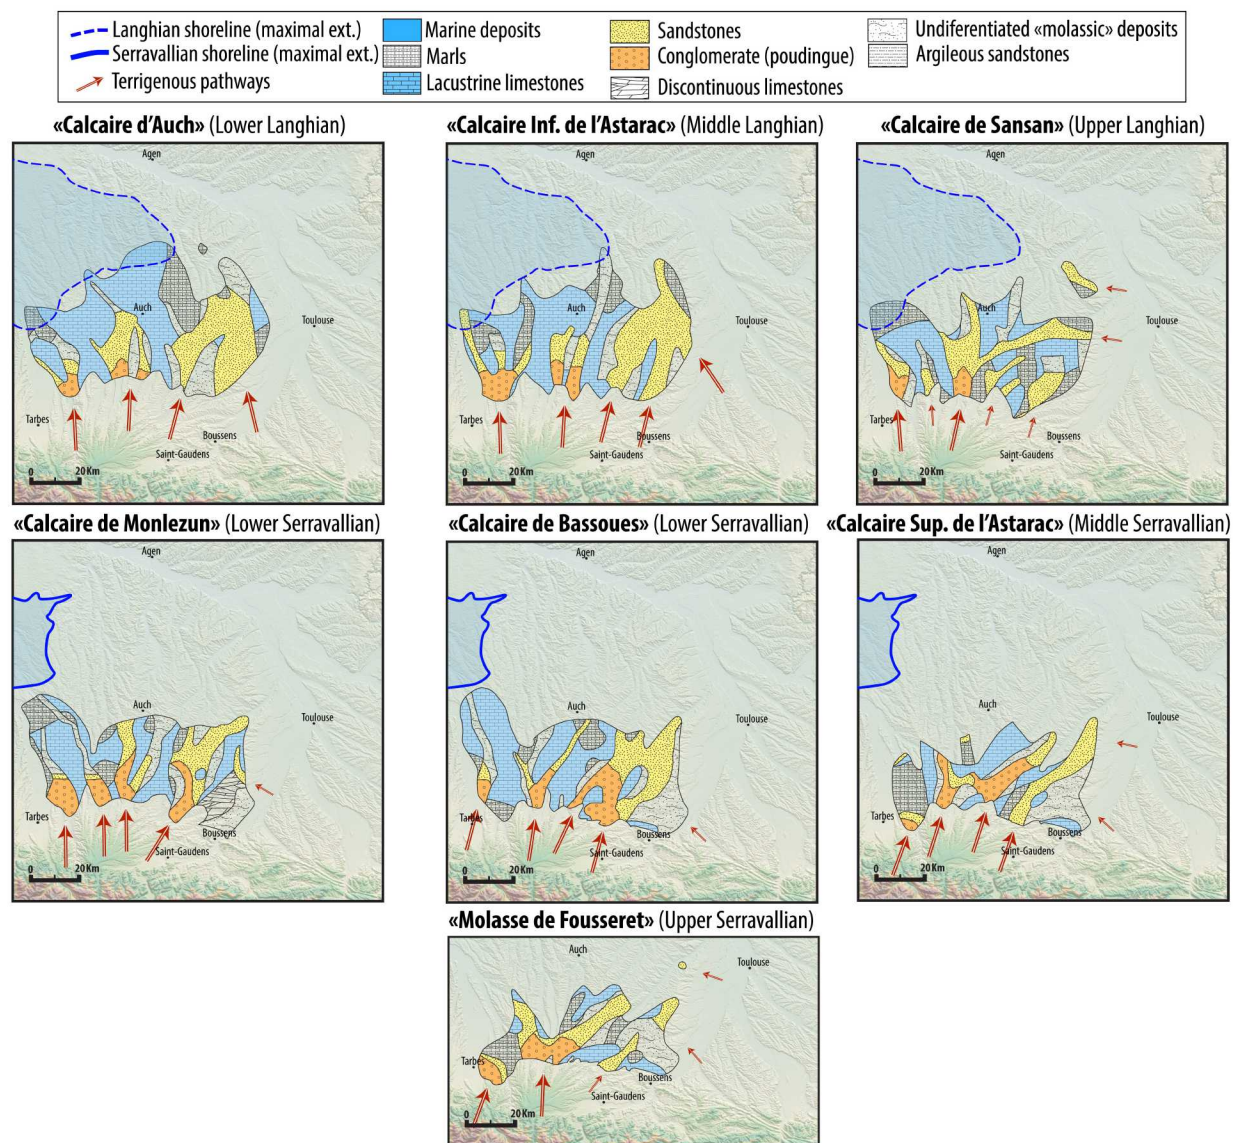 Langhian shoreline (maximal ext.)
Serravallian shoreline (maximal ext.)
Terrigenous pathways
Marine deposits
Marls
Lacustrine limestones
Sandstones
Conglomerate (poudingue)
Discontinuous limestones
Undiferentiated «molassic» deposits
Argileous sandstones
«Calcaire d'Auch» (Lower Langhian)
Agen
Auch
Toulouse
Tarbes
Boussens
Saint-Gaudens
0 20 Km
«Calcaire Inf. de l'Astarac» (Middle Langhian)
Agen
Auch
Toulouse
Tarbes
Boussens
Saint-Gaudens
0 20 Km
«Calcaire de Sansan» (Upper Langhian)
Agen
Auch
Toulouse
Tarbes
Boussens
Saint-Gaudens
0 20 Km
«Calcaire de Monlezun» (Lower Serravallian)
Agen
Auch
Toulouse
Tarbes
Boussens
Saint-Gaudens
0 20 Km
«Calcaire de Bassoues» (Lower Serravallian)
Agen
Auch
Toulouse
Tarbes
Boussens
Saint-Gaudens
0 20 Km
«Calcaire Sup. de l'Astarac» (Middle Serravallian)
Agen
Auch
Toulouse
Tarbes
Boussens
Saint-Gaudens
0 20 Km
«Molasse de Fousseret» (Upper Serravallian)
Auch
Toulouse
Tarbes
Boussens
Saint-Gaudens
0 20 Km